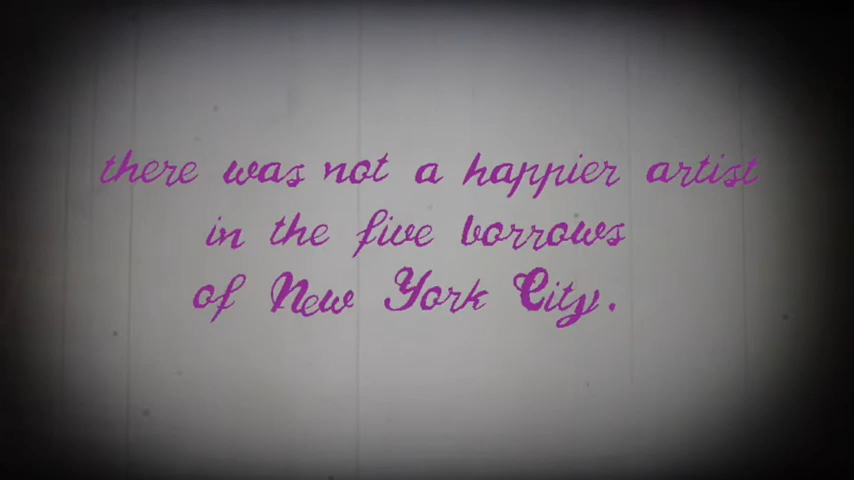 there was not a happier artist
in the five borrows
of New York City.